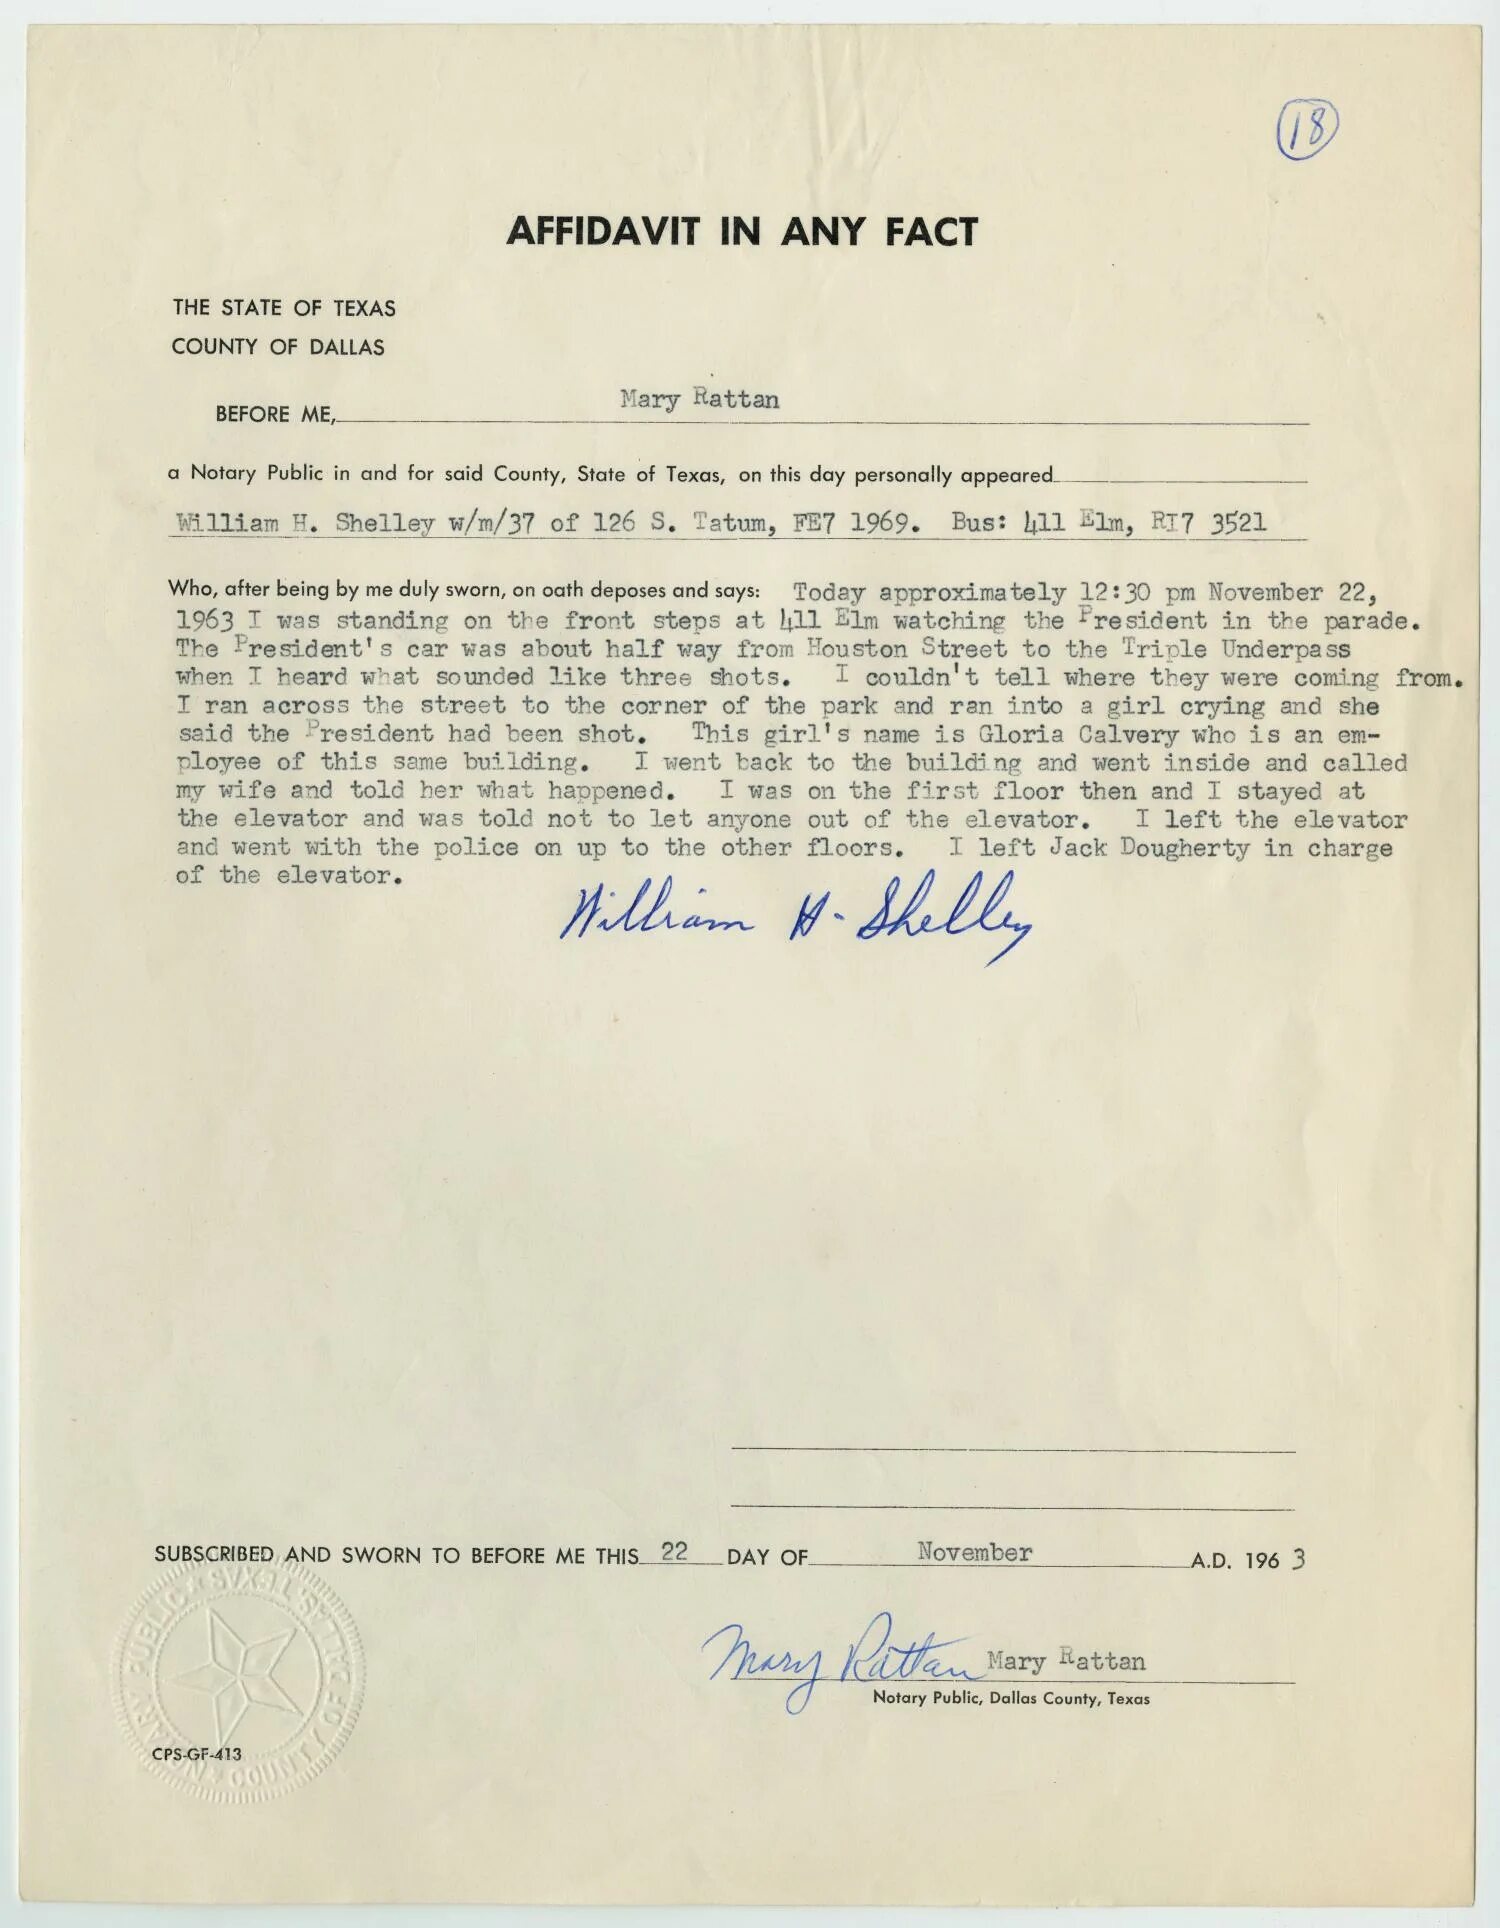 18
AFFIDAVIT IN ANY FACT
THE STATE OF TEXAS
COUNTY OF DALLAS
BEFORE ME, Mary Rattan
a Notary Public in and for said County, State of Texas, on this day personally appeared
William H. Shelley w/m/37 of 126 S. Tatum, FE7 1969. Bus: 411 Elm, RI7 3521
Who, after being by me duly sworn, on oath deposes and says: Today approximately 12:30 pm November 22,
1963 I was standing on the front steps at 411 Elm watching the President in the parade.
The President's car was about half way from Houston Street to the Triple Underpass
when I heard what sounded like three shots. I couldn't tell where they were coming from.
I ran across the street to the corner of the park and ran into a girl crying and she
said the President had been shot. This girl's name is Gloria Calvery who is an em-
ployee of this same building. I went back to the building and went inside and called
my wife and told her what happened. I was on the first floor then and I stayed at
the elevator and was told not to let anyone out of the elevator. I left the elevator
and went with the police on up to the other floors. I left Jack Dougherty in charge
of the elevator.
William H. Shelley
SUBSCRIBED AND SWORN TO BEFORE ME THIS 22 DAY OF November A.D. 1963
Mary Rattan Mary Rattan
Notary Public, Dallas County, Texas
NOTARY PUBLIC ★ COUNTY OF DALLAS, TEXAS
CPS-GF-413